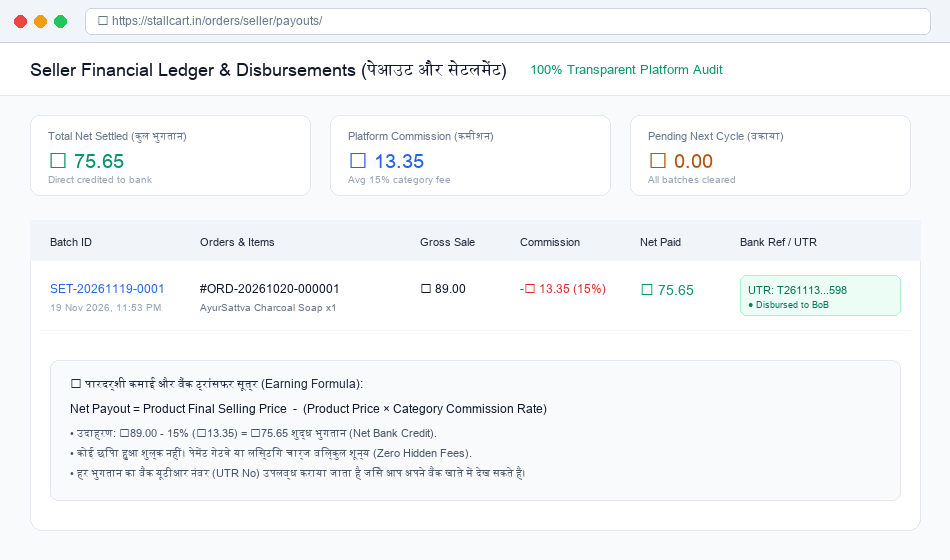 ☐ https://stallcart.in/orders/seller/payouts/
Seller Financial Ledger & Disbursements (पेआउट और सेटलमेंट)
100% Transparent Platform Audit
Total Net Settled (कुल भुगतान)
☐ 75.65
Direct credited to bank
Platform Commission (कमीशन)
☐ 13.35
Avg 15% category fee
Pending Next Cycle (बकाया)
☐ 0.00
All batches cleared
Batch ID Orders & Items Gross Sale Commission Net Paid Bank Ref / UTR
SET-20261119-0001 #ORD-20261020-000001 ☐ 89.00 -☐ 13.35 (15%) ☐ 75.65 UTR: T261113...598
19 Nov 2026, 11:53 PM AyurSattva Charcoal Soap x1 ● Disbursed to BoB
☐ पारदर्शी कमाई और बैंक ट्रांसफर सूत्र (Earning Formula):
Net Payout = Product Final Selling Price - (Product Price × Category Commission Rate)
• उदाहरण: ☐89.00 - 15% (☐13.35) = ☐75.65 शुद्ध भुगतान (Net Bank Credit).
• कोई छिपा हुआ शुल्क नहीं। पेमेंट गेटवे या लिस्टिंग चार्ज बिल्कुल शून्य (Zero Hidden Fees).
• हर भुगतान का बैंक यूटीआर नंबर (UTR No) उपलब्ध कराया जाता है जिसे आप अपने बैंक खाते में देख सकते हैं।